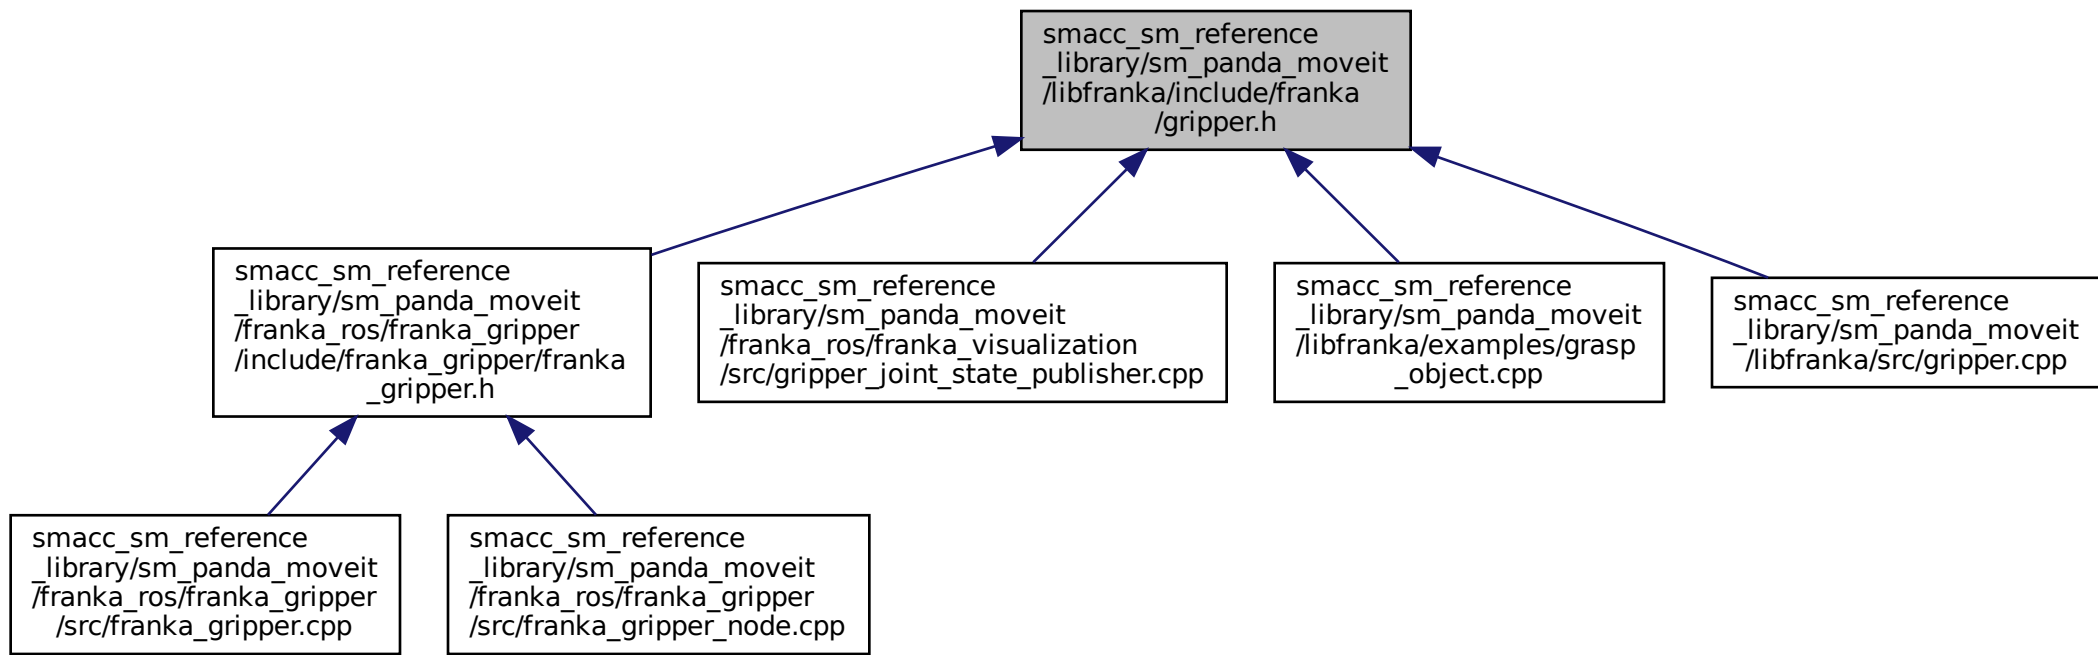 smacc_sm_reference
_library/sm_panda_moveit
/libfranka/include/franka
/gripper.h
smacc_sm_reference
_library/sm_panda_moveit
/franka_ros/franka_gripper
/include/franka_gripper/franka
_gripper.h
smacc_sm_reference
_library/sm_panda_moveit
/franka_ros/franka_visualization
/src/gripper_joint_state_publisher.cpp
smacc_sm_reference
_library/sm_panda_moveit
/libfranka/examples/grasp
_object.cpp
smacc_sm_reference
_library/sm_panda_moveit
/libfranka/src/gripper.cpp
smacc_sm_reference
_library/sm_panda_moveit
/franka_ros/franka_gripper
/src/franka_gripper.cpp
smacc_sm_reference
_library/sm_panda_moveit
/franka_ros/franka_gripper
/src/franka_gripper_node.cpp